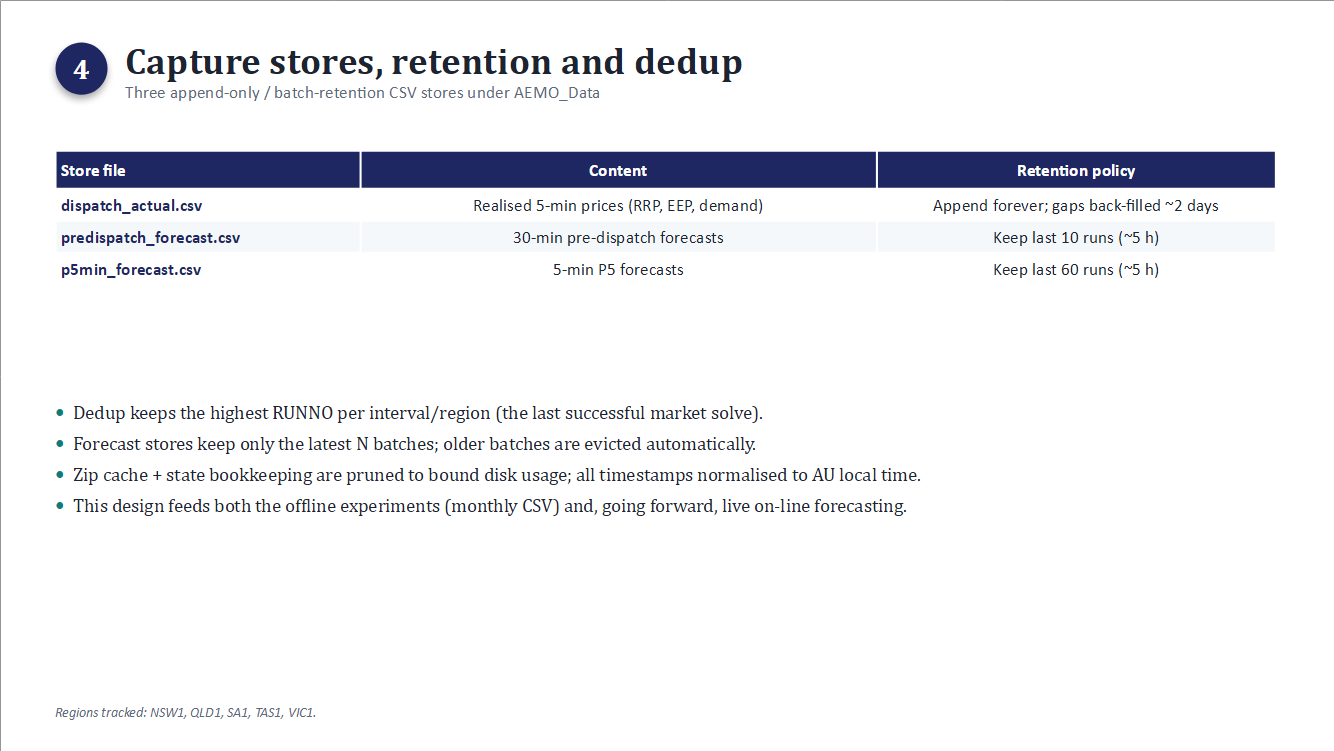 4
Capture stores, retention and dedup
Three append-only / batch-retention CSV stores under AEMO_Data
Store file Content Retention policy
dispatch_actual.csv Realised 5-min prices (RRP, EEP, demand) Append forever; gaps back-filled ~2 days
predispatch_forecast.csv 30-min pre-dispatch forecasts Keep last 10 runs (~5 h)
p5min_forecast.csv 5-min P5 forecasts Keep last 60 runs (~5 h)
• Dedup keeps the highest RUNNO per interval/region (the last successful market solve).
• Forecast stores keep only the latest N batches; older batches are evicted automatically.
• Zip cache + state bookkeeping are pruned to bound disk usage; all timestamps normalised to AU local time.
• This design feeds both the offline experiments (monthly CSV) and, going forward, live on-line forecasting.
Regions tracked: NSW1, QLD1, SA1, TAS1, VIC1.